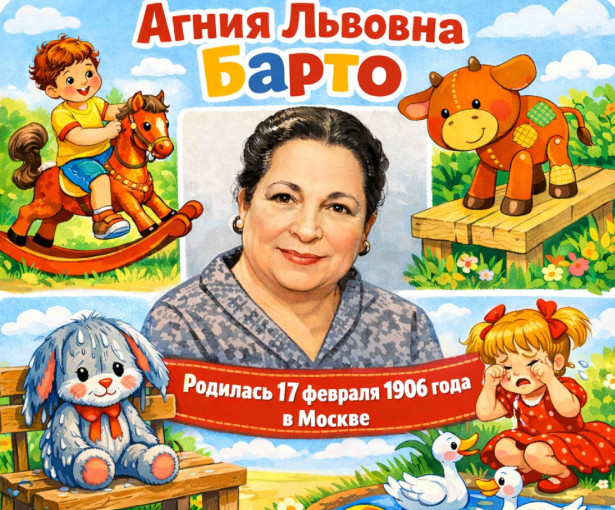 Агния Львовна
Барто
Родилась 17 февраля 1906 года
в Москве